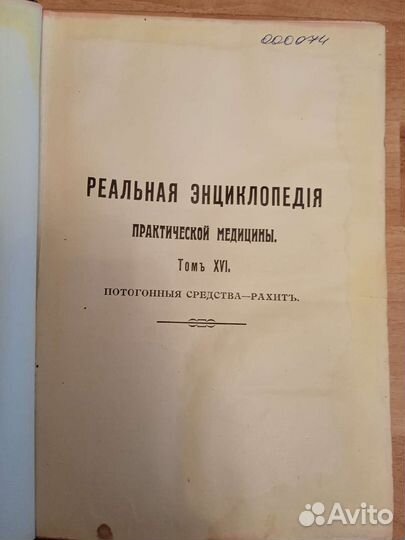 000074
РЕАЛЬНАЯ ЭНЦИКЛОПЕДІЯ
ПРАКТИЧЕСКОЙ МЕДИЦИНЫ.
Томъ XVI.
ПОТОГОННЫЯ СРЕДСТВА—РАХИТЪ.
Avito